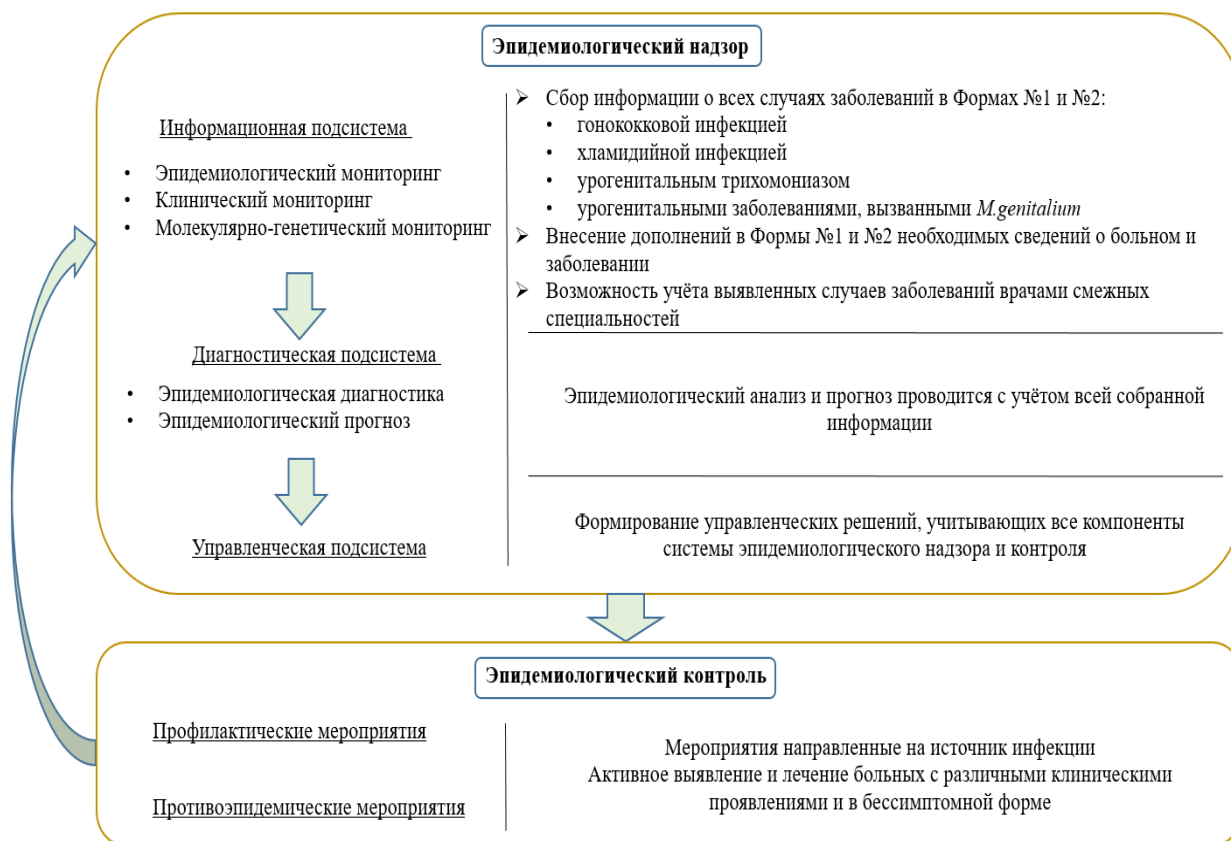 Эпидемиологический надзор
Информационная подсистема
• Эпидемиологический мониторинг
• Клинический мониторинг
• Молекулярно-генетический мониторинг
➢ Сбор информации о всех случаях заболеваний в Формах №1 и №2:
• гонококковой инфекцией
• хламидийной инфекцией
• урогенитальным трихомониазом
• урогенитальными заболеваниями, вызванными M.genitalium
➢ Внесение дополнений в Формы №1 и №2 необходимых сведений о больном и
заболевании
➢ Возможность учёта выявленных случаев заболеваний врачами смежных
специальностей
Диагностическая подсистема
• Эпидемиологическая диагностика
• Эпидемиологический прогноз
Эпидемиологический анализ и прогноз проводится с учётом всей собранной
информации
Управленческая подсистема
Формирование управленческих решений, учитывающих все компоненты
системы эпидемиологического надзора и контроля
Эпидемиологический контроль
Профилактические мероприятия
Противоэпидемические мероприятия
Мероприятия направленные на источник инфекции
Активное выявление и лечение больных с различными клиническими
проявлениями и в бессимптомной форме